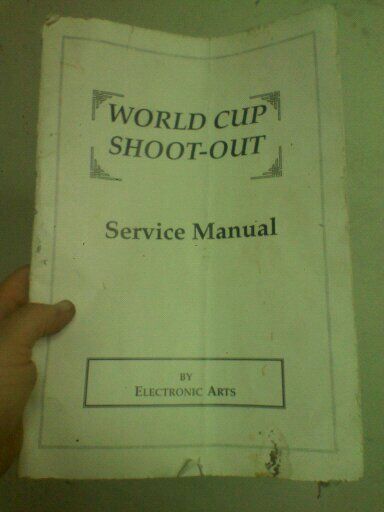 WORLD CUP
SHOOT-OUT
Service Manual
BY
ELECTRONIC ARTS